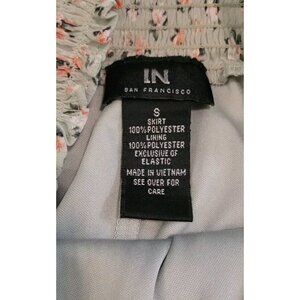 IN
SAN FRANCISCO
S
SKIRT
100% POLYESTER
LINING
100% POLYESTER
EXCLUSIVE OF
ELASTIC
MADE IN VIETNAM
SEE OVER FOR
CARE